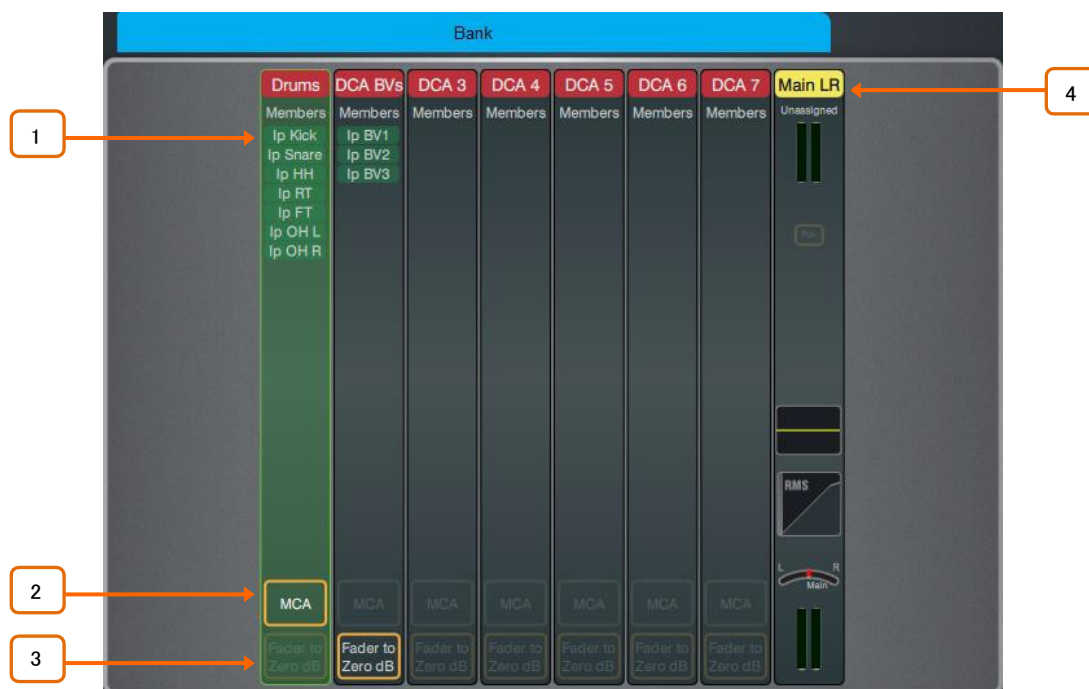 Bank
Drums DCA BVs DCA 3 DCA 4 DCA 5 DCA 6 DCA 7 Main LR
4
Members Members Members Members Members Members Members Unassigned
1
Ip Kick Ip BV1
Ip Snare Ip BV2
Ip HH Ip BV3
Ip RT
Ip FT
Ip OH L
Ip OH R
RMS
L R
Main
2
MCA MCA MCA MCA MCA MCA MCA
3
Fader to Fader to Fader to Fader to Fader to Fader to Fader to
Zero dB Zero dB Zero dB Zero dB Zero dB Zero dB Zero dB